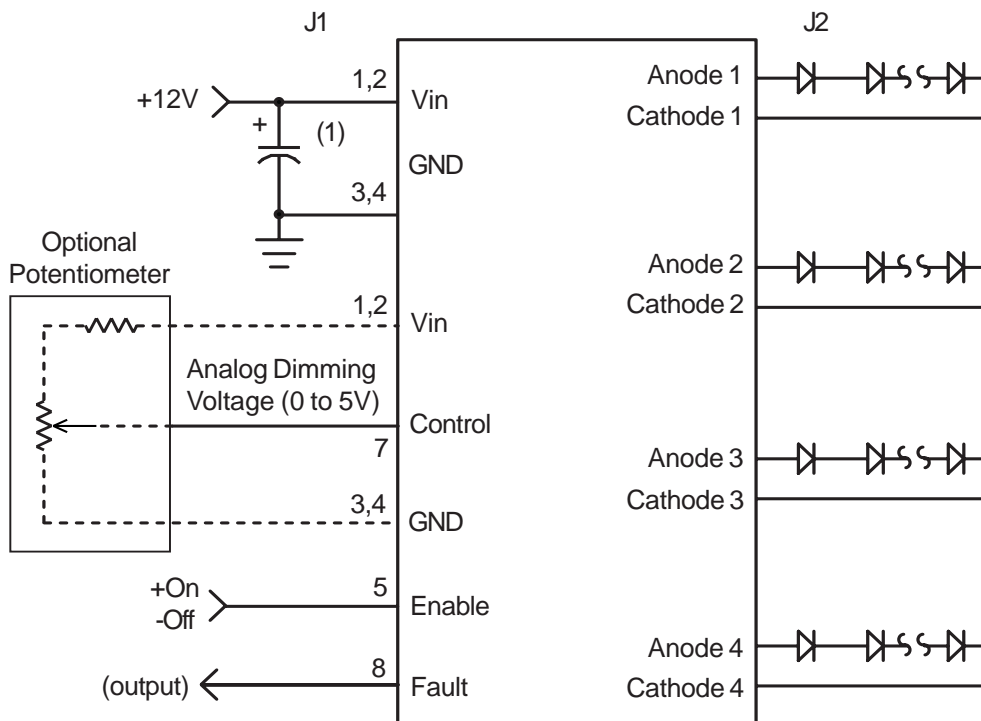 J1
J2
+12V
1,2
Vin
+
(1)
GND
3,4
Optional
Potentiometer
1,2
Vin
Analog Dimming
Voltage (0 to 5V)
Control
7
3,4
GND
+On
-Off
5
Enable
(output)
8
Fault
Anode 1
Cathode 1
Anode 2
Cathode 2
Anode 3
Cathode 3
Anode 4
Cathode 4